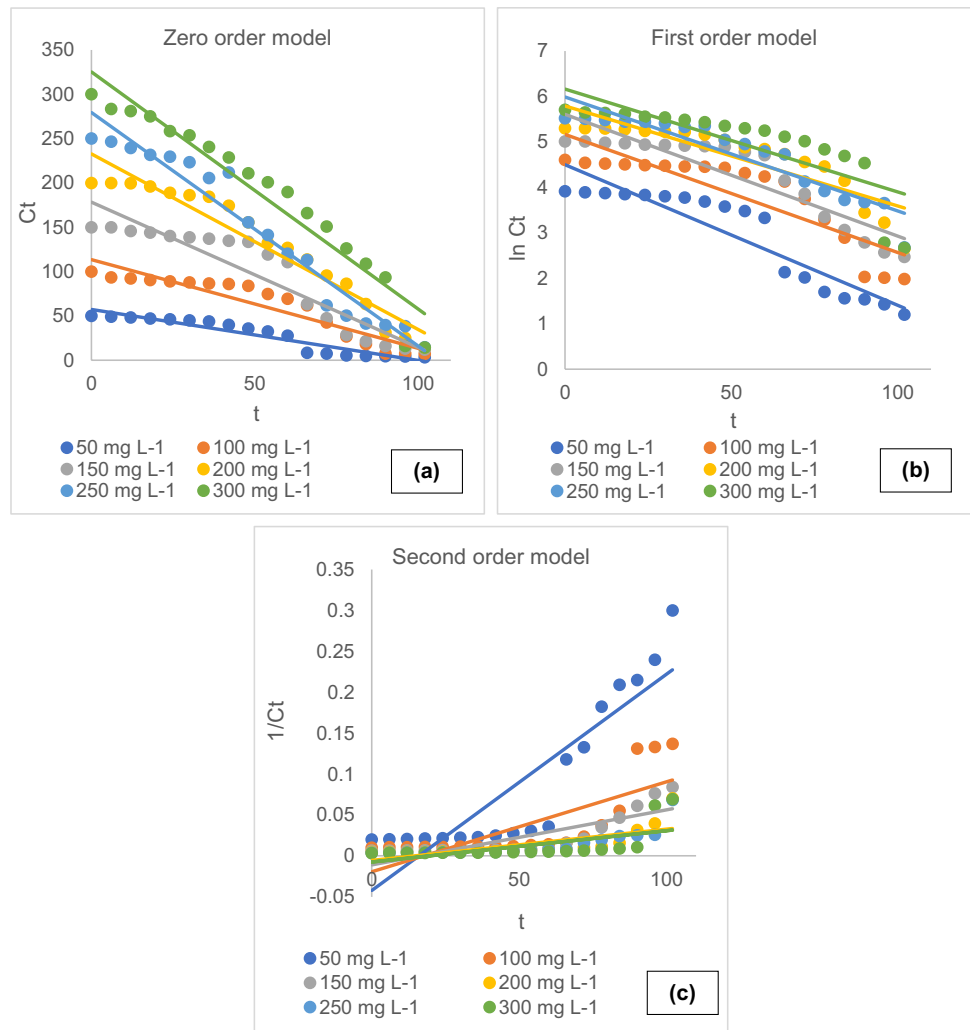 Zero order model
350
300
250
200
150
100
50
0
Ct
0 50 100
t
50 mg L-1 100 mg L-1
150 mg L-1 200 mg L-1
250 mg L-1 300 mg L-1
(a)
First order model
7
6
5
4
3
2
1
0
ln Ct
0 50 100
t
50 mg L-1 100 mg L-1
150 mg L-1 200 mg L-1
250 mg L-1 300 mg L-1
(b)
Second order model
0.35
0.3
0.25
0.2
0.15
0.1
0.05
0
-0.05
1/Ct
0 50 100
t
50 mg L-1 100 mg L-1
150 mg L-1 200 mg L-1
250 mg L-1 300 mg L-1
(c)